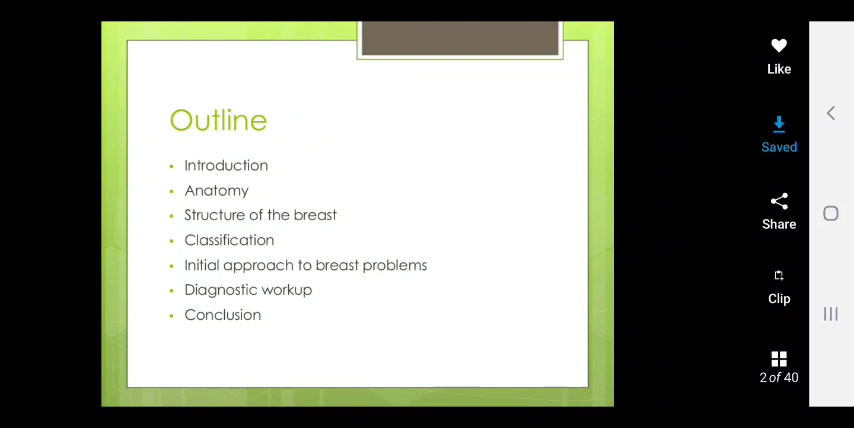 Outline
Introduction
Anatomy
Structure of the breast
Classification
Initial approach to breast problems
Diagnostic workup
Conclusion
Like
Saved
Share
Clip
2 of 40